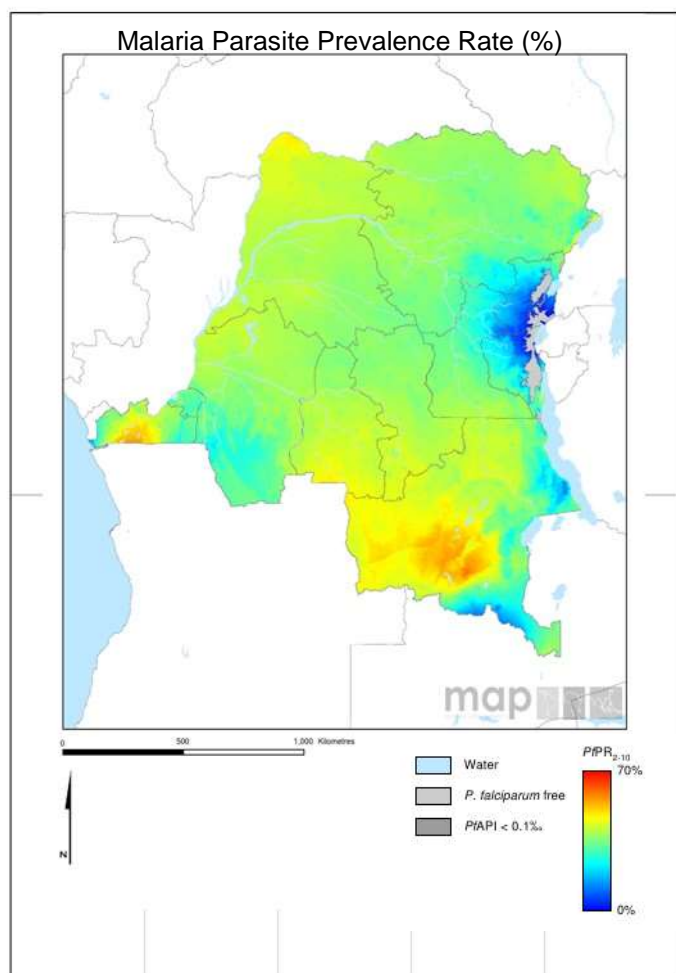 Malaria Parasite Prevalence Rate (%)
map
0 500 1,000 Kilometres
N
Water
P. falciparum free
PfAPI < 0.1‰
PfPR2-10
70%
0%